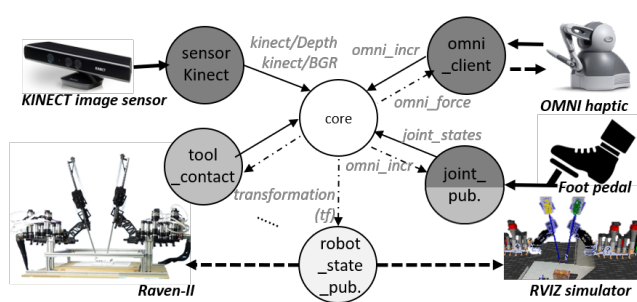 sensor
Kinect
kinect/Depth
kinect/BGR
omni_incr
omni
_client
KINECT image sensor
core
omni_force
OMNI haptic
tool
_contact
joint_states
omni_incr
joint_
pub.
Foot pedal
transformation
(tf)
robot
_state
_pub.
Raven-II
RVIZ simulator